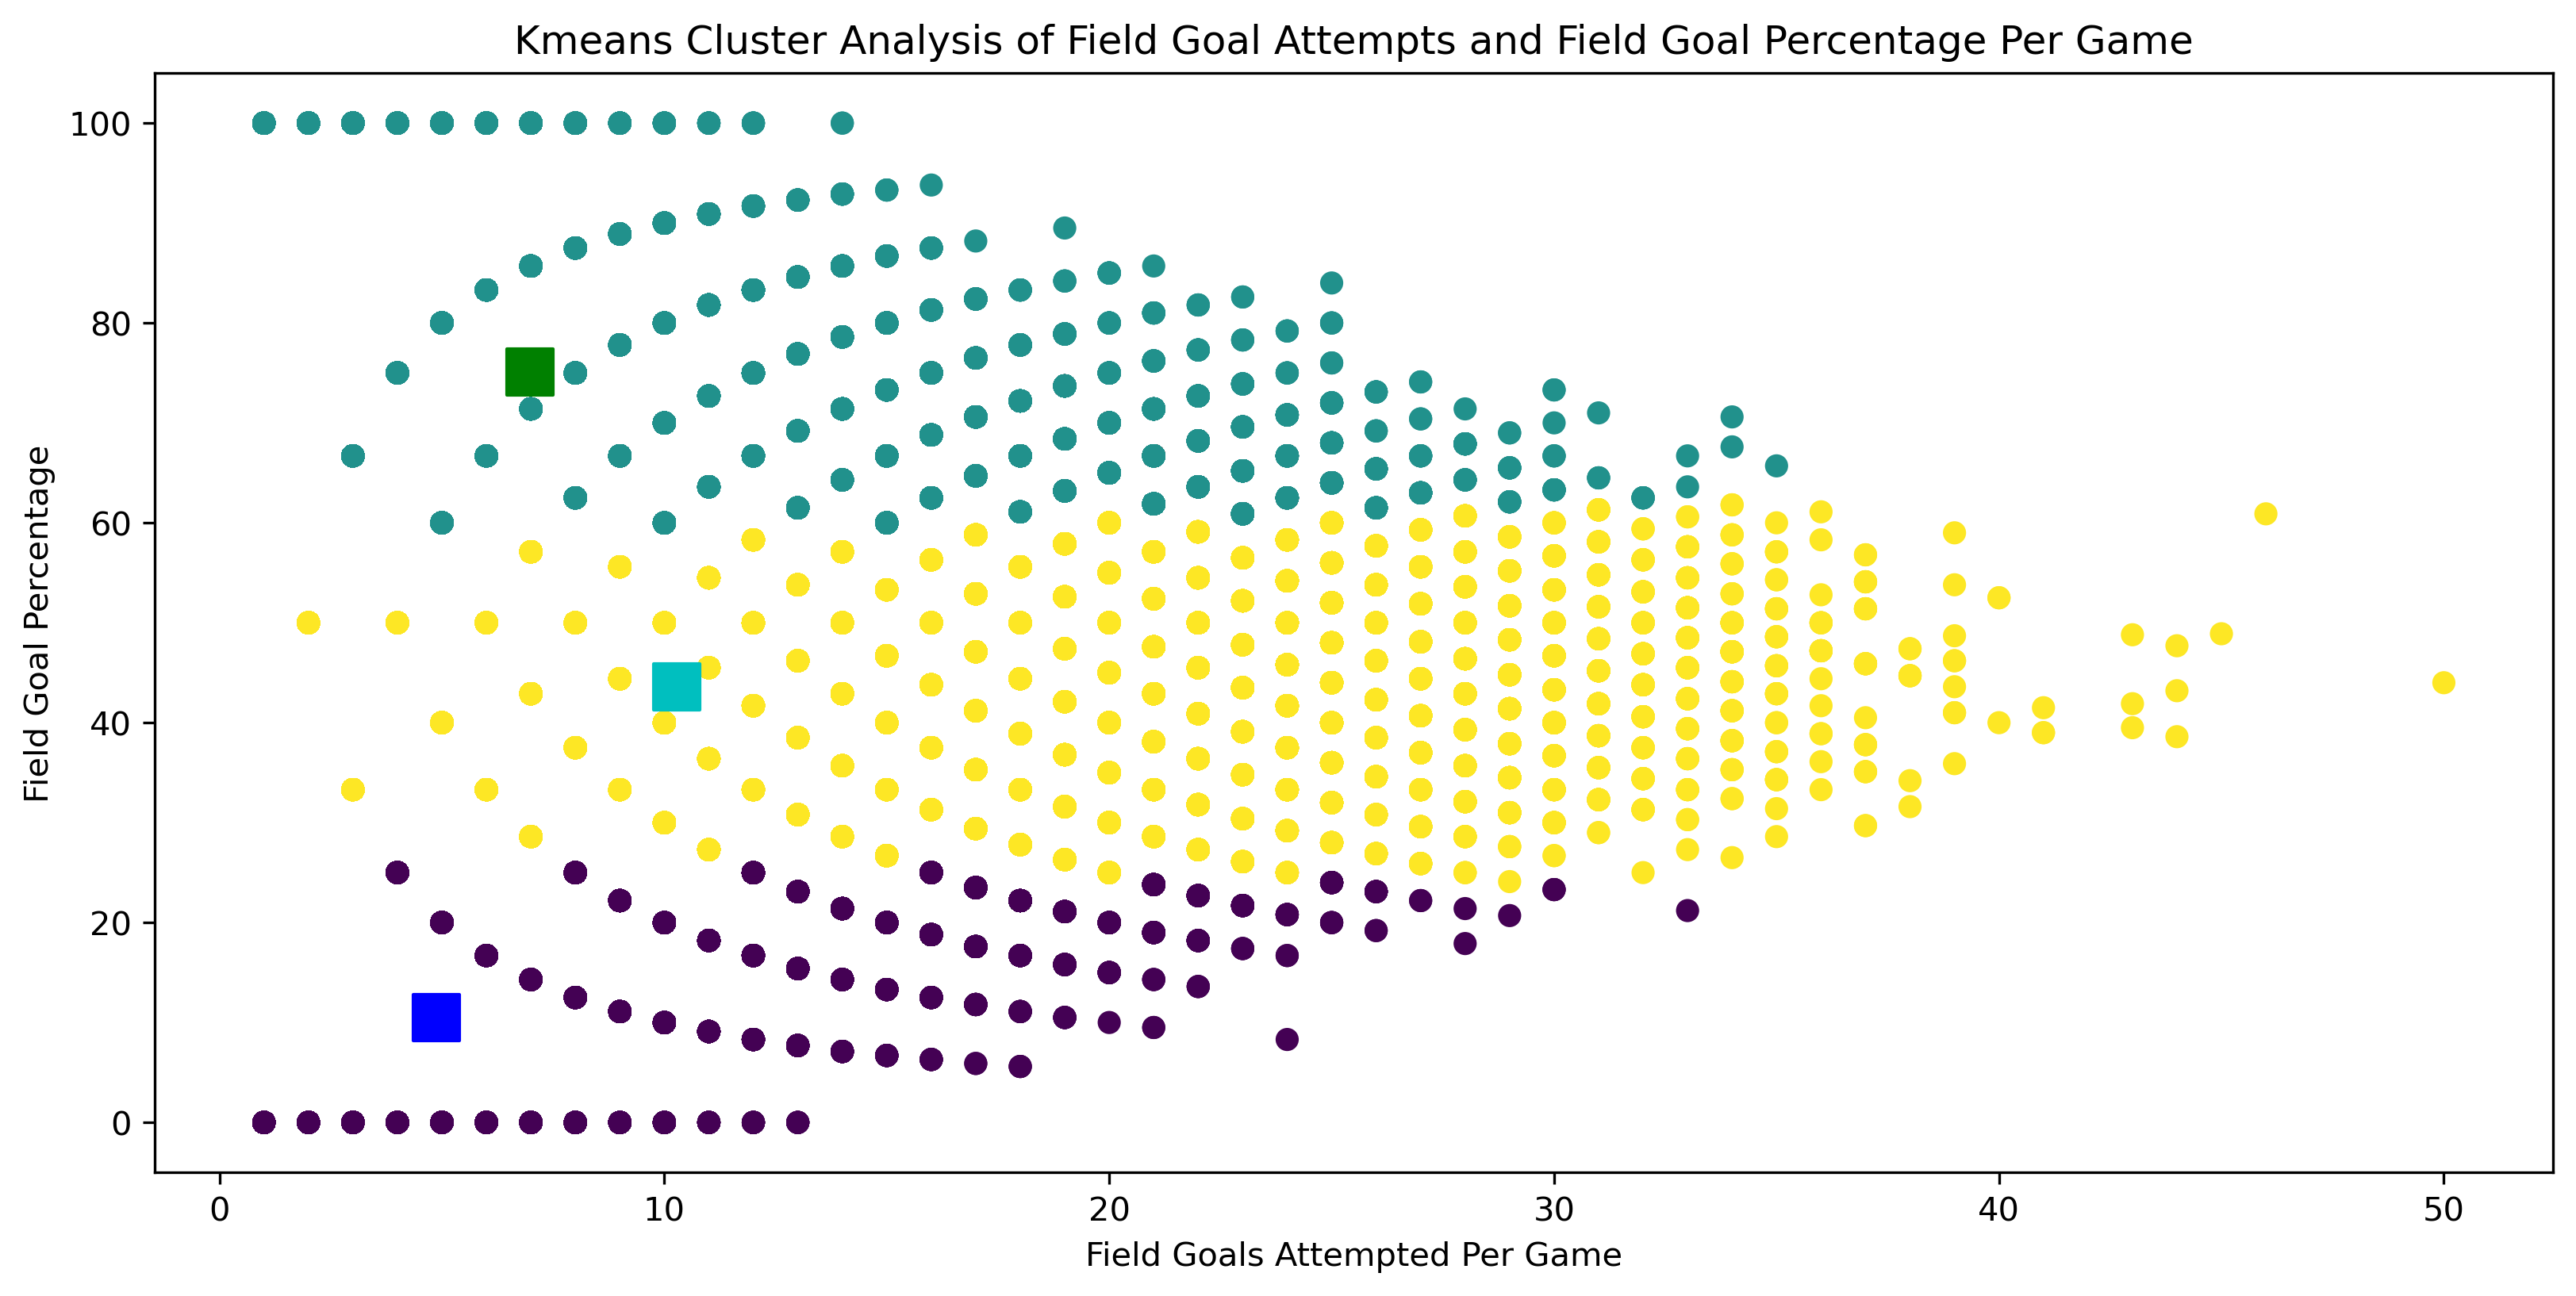 Kmeans Cluster Analysis of Field Goal Attempts and Field Goal Percentage Per Game
Field Goal Percentage
100
80
60
40
20
0
0 10 20 30 40 50
Field Goals Attempted Per Game